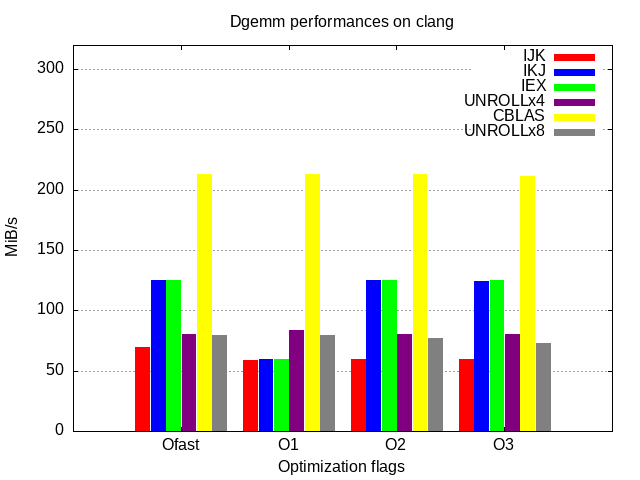 Dgemm performances on clang
IJK
IKJ
IEX
UNROLLx4
CBLAS
UNROLLx8
300
250
200
150
100
50
0
MiB/s
Ofast O1 O2 O3
Optimization flags